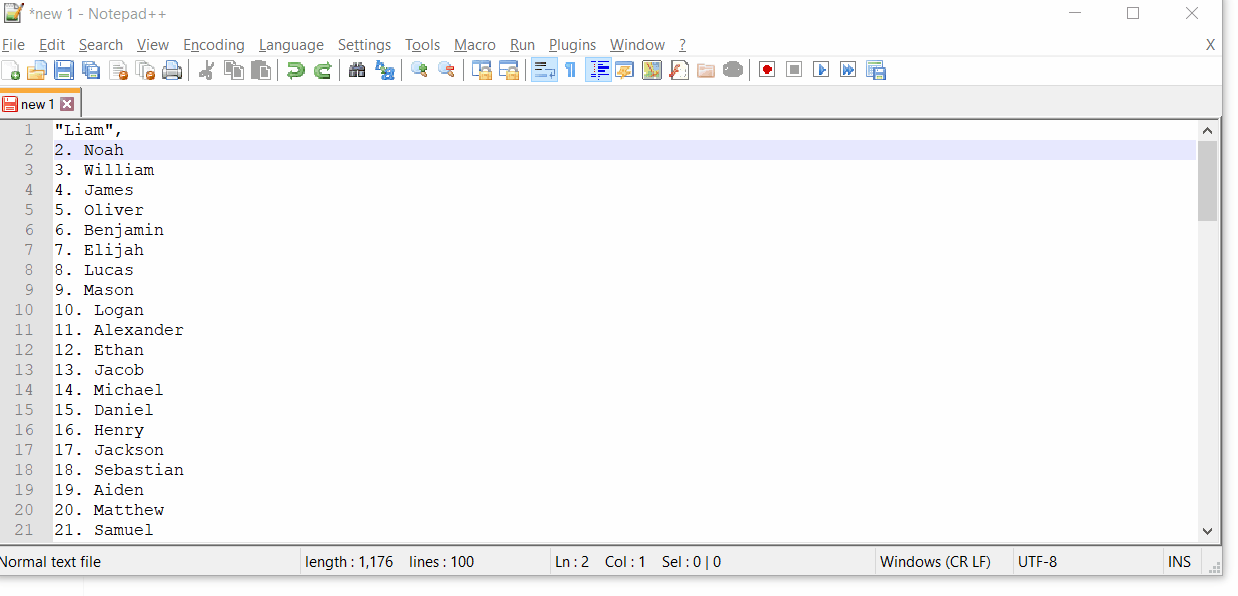 *new 1 - Notepad++
File Edit Search View Encoding Language Settings Tools Macro Run Plugins Window ? X
new 1
1 "Liam",
2 2. Noah
3 3. William
4 4. James
5 5. Oliver
6 6. Benjamin
7 7. Elijah
8 8. Lucas
9 9. Mason
10 10. Logan
11 11. Alexander
12 12. Ethan
13 13. Jacob
14 14. Michael
15 15. Daniel
16 16. Henry
17 17. Jackson
18 18. Sebastian
19 19. Aiden
20 20. Matthew
21 21. Samuel
Normal text file length : 1,176 lines : 100 Ln : 2 Col : 1 Sel : 0 | 0 Windows (CR LF) UTF-8 INS